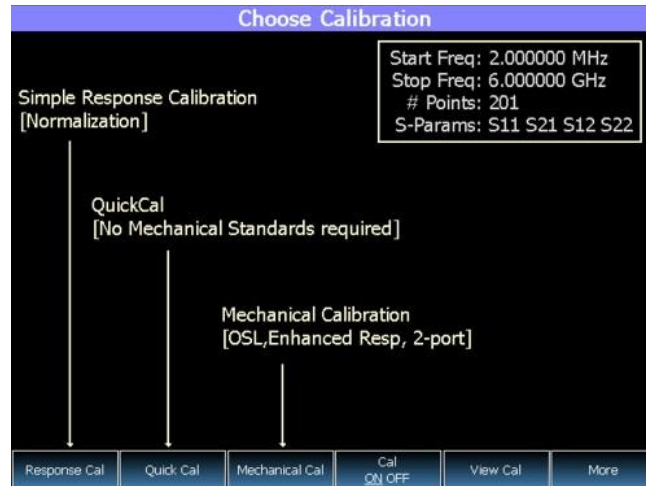 Choose Calibration
Start Freq: 2.000000 MHz
Stop Freq: 6.000000 GHz
# Points: 201
S-Params: S11 S21 S12 S22
Simple Response Calibration
[Normalization]
QuickCal
[No Mechanical Standards required]
Mechanical Calibration
[OSL,Enhanced Resp, 2-port]
Response Cal
Quick Cal
Mechanical Cal
Cal
ON OFF
View Cal
More